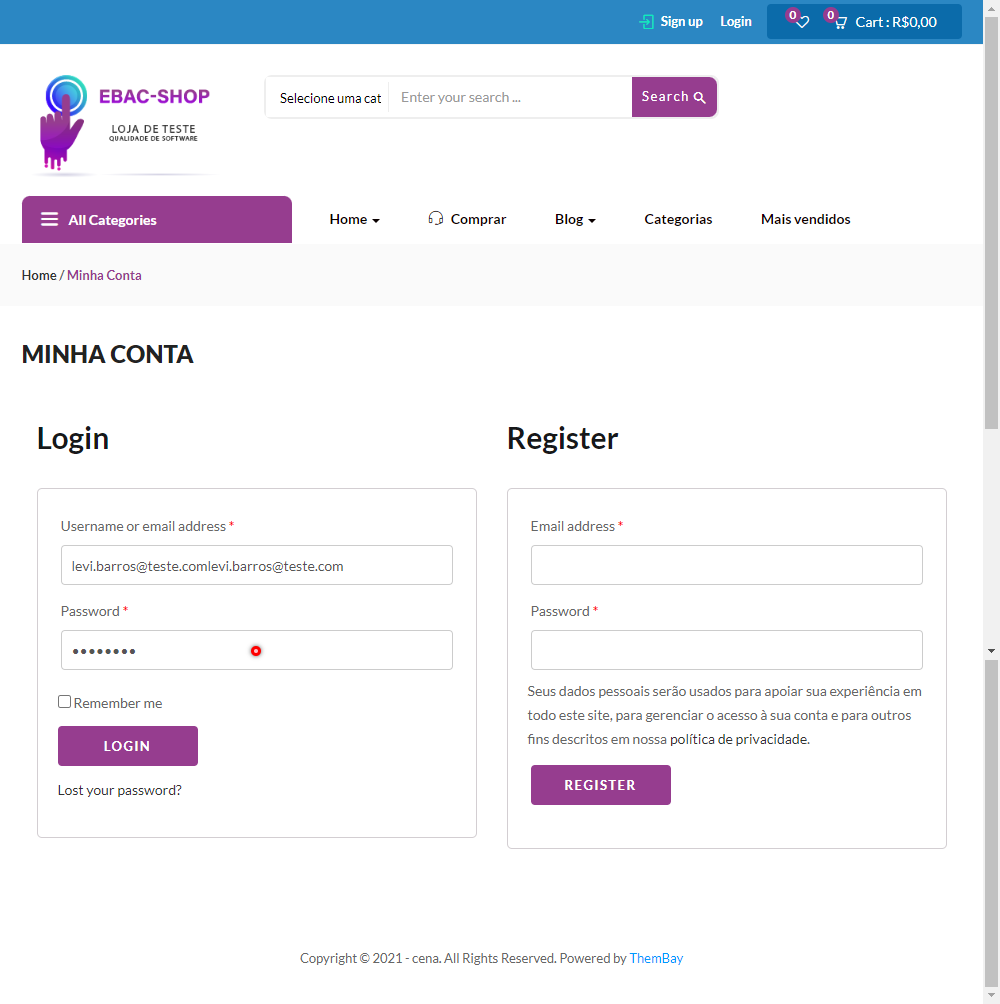 Sign up Login 0 0 Cart : R$0,00
EBAC-SHOP
LOJA DE TESTE
QUALIDADE DE SOFTWARE
Selecione uma cat Enter your search ... Search
All Categories Home Comprar Blog Categorias Mais vendidos
Home / Minha Conta
MINHA CONTA
Login
Username or email address *
levi.barros@teste.comlevi.barros@teste.com
Password *
••••••••
Remember me
LOGIN
Lost your password?
Register
Email address *
Password *
Seus dados pessoais serão usados para apoiar sua experiência em
todo este site, para gerenciar o acesso à sua conta e para outros
fins descritos em nossa política de privacidade.
REGISTER
Copyright © 2021 - cena. All Rights Reserved. Powered by ThemBay